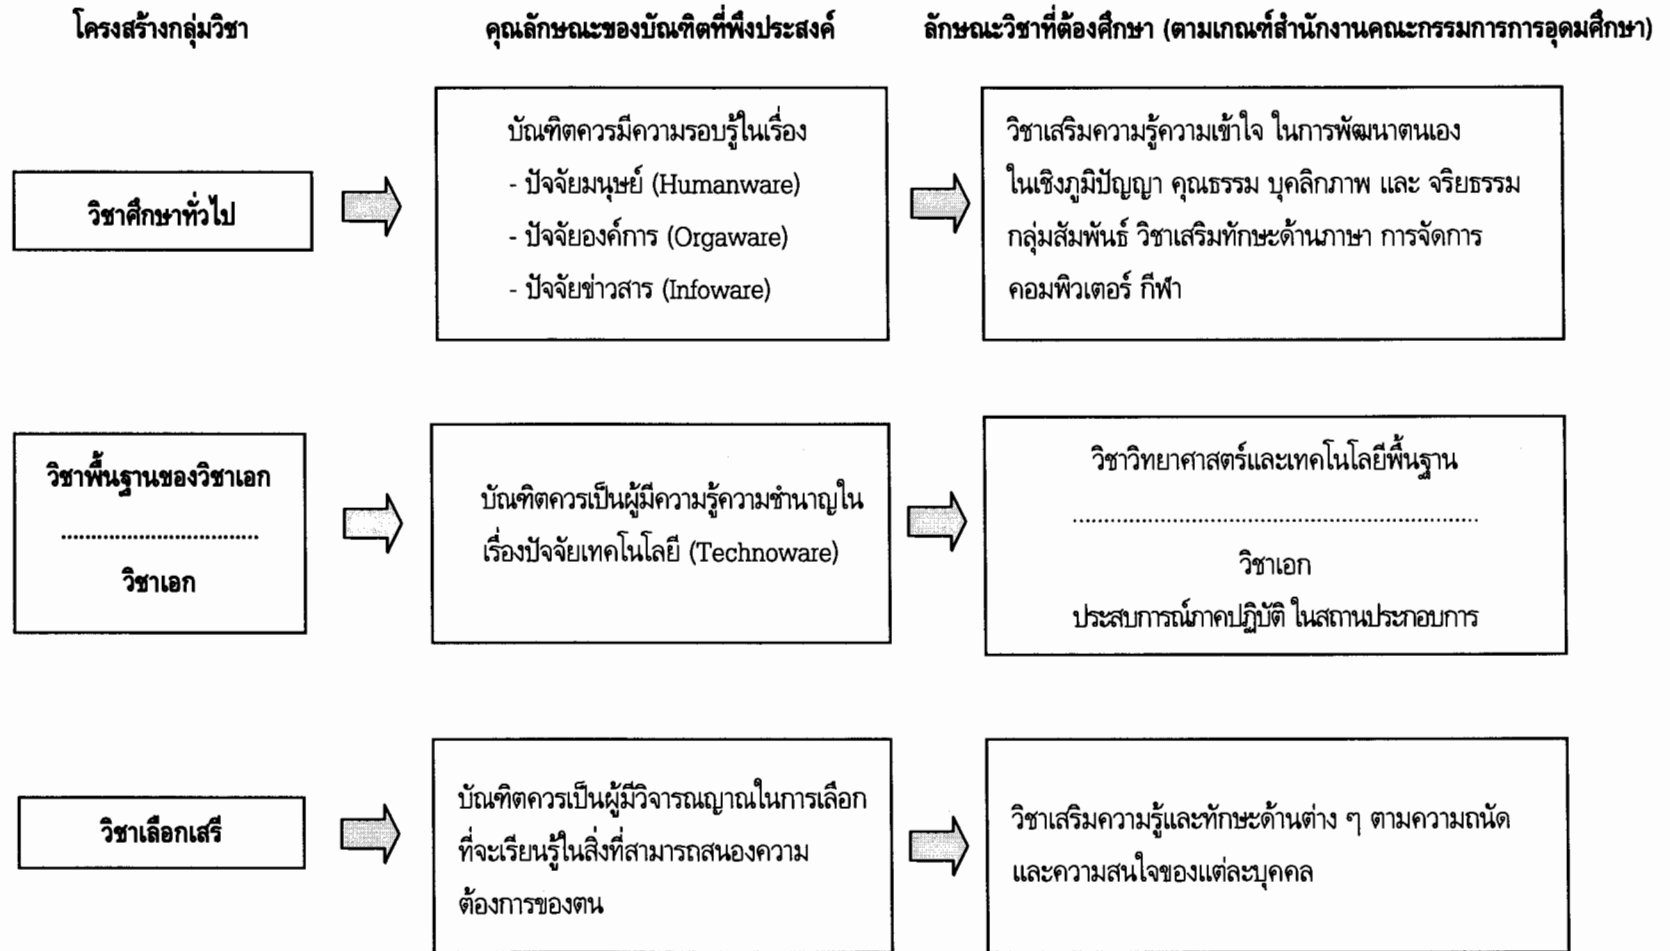 โครงสร้างกลุ่มวิชา
คุณลักษณะของบัณฑิตที่พึงประสงค์
ลักษณะวิชาที่ต้องศึกษา (ตามเกณฑ์สำนักงานคณะกรรมการการอุดมศึกษา)
วิชาศึกษาทั่วไป
บัณฑิตควรมีความรอบรู้ในเรื่อง
- ปัจจัยมนุษย์ (Humanware)
- ปัจจัยองค์การ (Orgaware)
- ปัจจัยข่าวสาร (Infoware)
วิชาเสริมความรู้ความเข้าใจ ในการพัฒนาตนเอง
ในเชิงภูมิปัญญา คุณธรรม บุคลิกภาพ และ จริยธรรม
กลุ่มสัมพันธ์ วิชาเสริมทักษะด้านภาษา การจัดการ
คอมพิวเตอร์ กีฬา
วิชาพื้นฐานของวิชาเอก
.................................
วิชาเอก
บัณฑิตควรเป็นผู้มีความรู้ความชำนาญใน
เรื่องปัจจัยเทคโนโลยี (Technoware)
วิชาวิทยาศาสตร์และเทคโนโลยีพื้นฐาน
....................................................................
วิชาเอก
ประสบการณ์ภาคปฏิบัติ ในสถานประกอบการ
วิชาเลือกเสรี
บัณฑิตควรเป็นผู้มีวิจารณญาณในการเลือก
ที่จะเรียนรู้ในสิ่งที่สามารถสนองความ
ต้องการของตน
วิชาเสริมความรู้และทักษะด้านต่าง ๆ ตามความถนัด
และความสนใจของแต่ละบุคคล